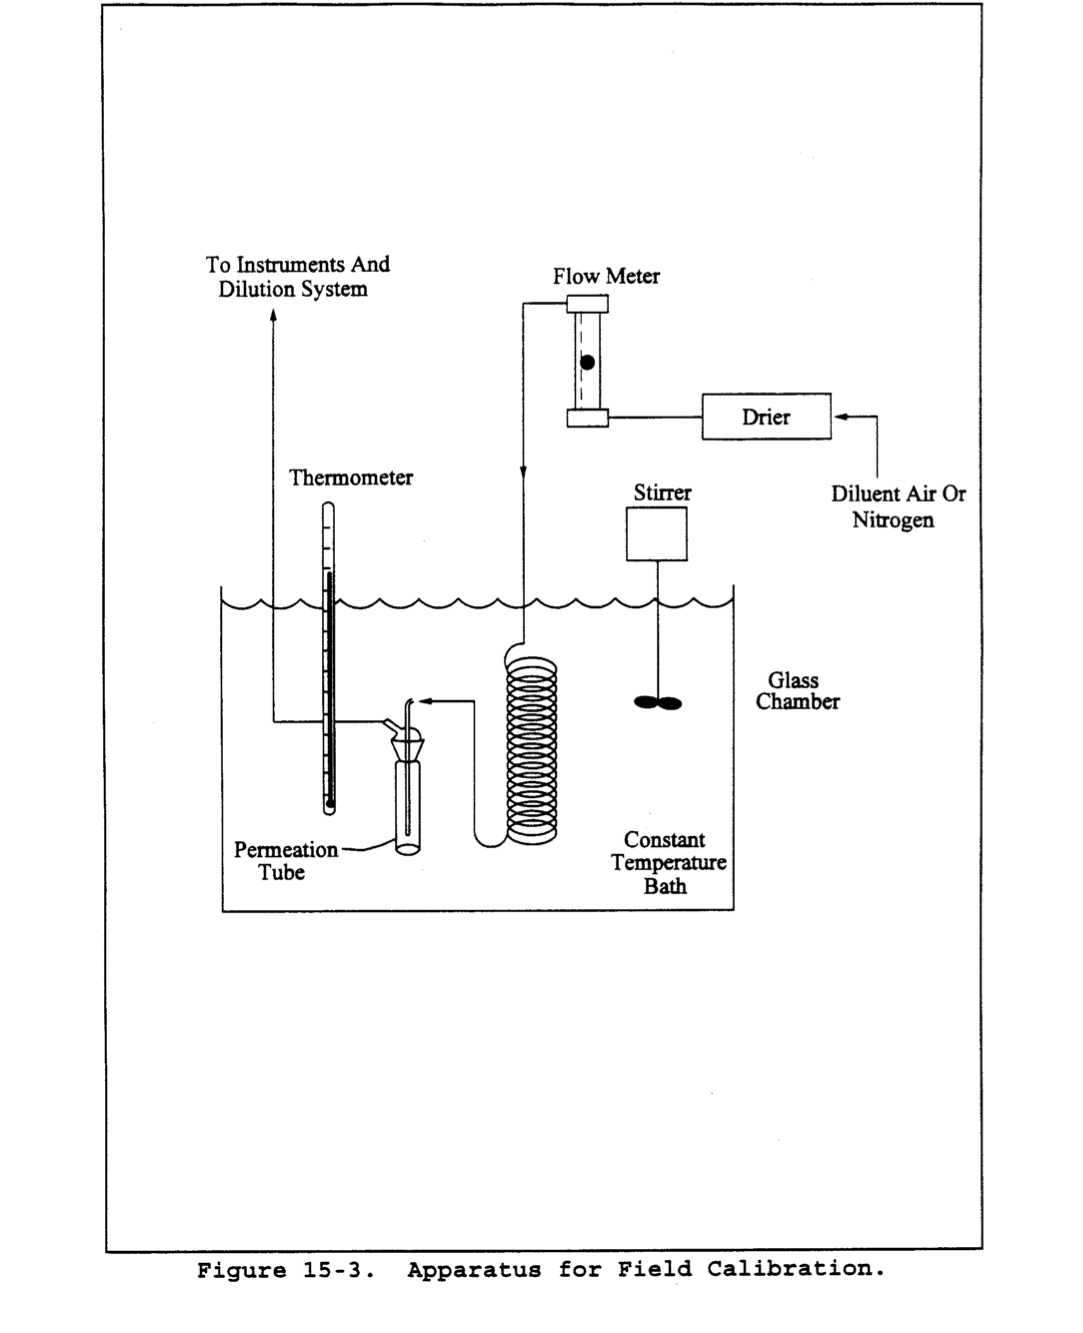 To Instruments And
Dilution System
Flow Meter
Drier
Thermometer
Stirrer
Diluent Air Or
Nitrogen
Glass
Chamber
Permeation
Tube
Constant
Temperature
Bath
Figure 15-3. Apparatus for Field Calibration.